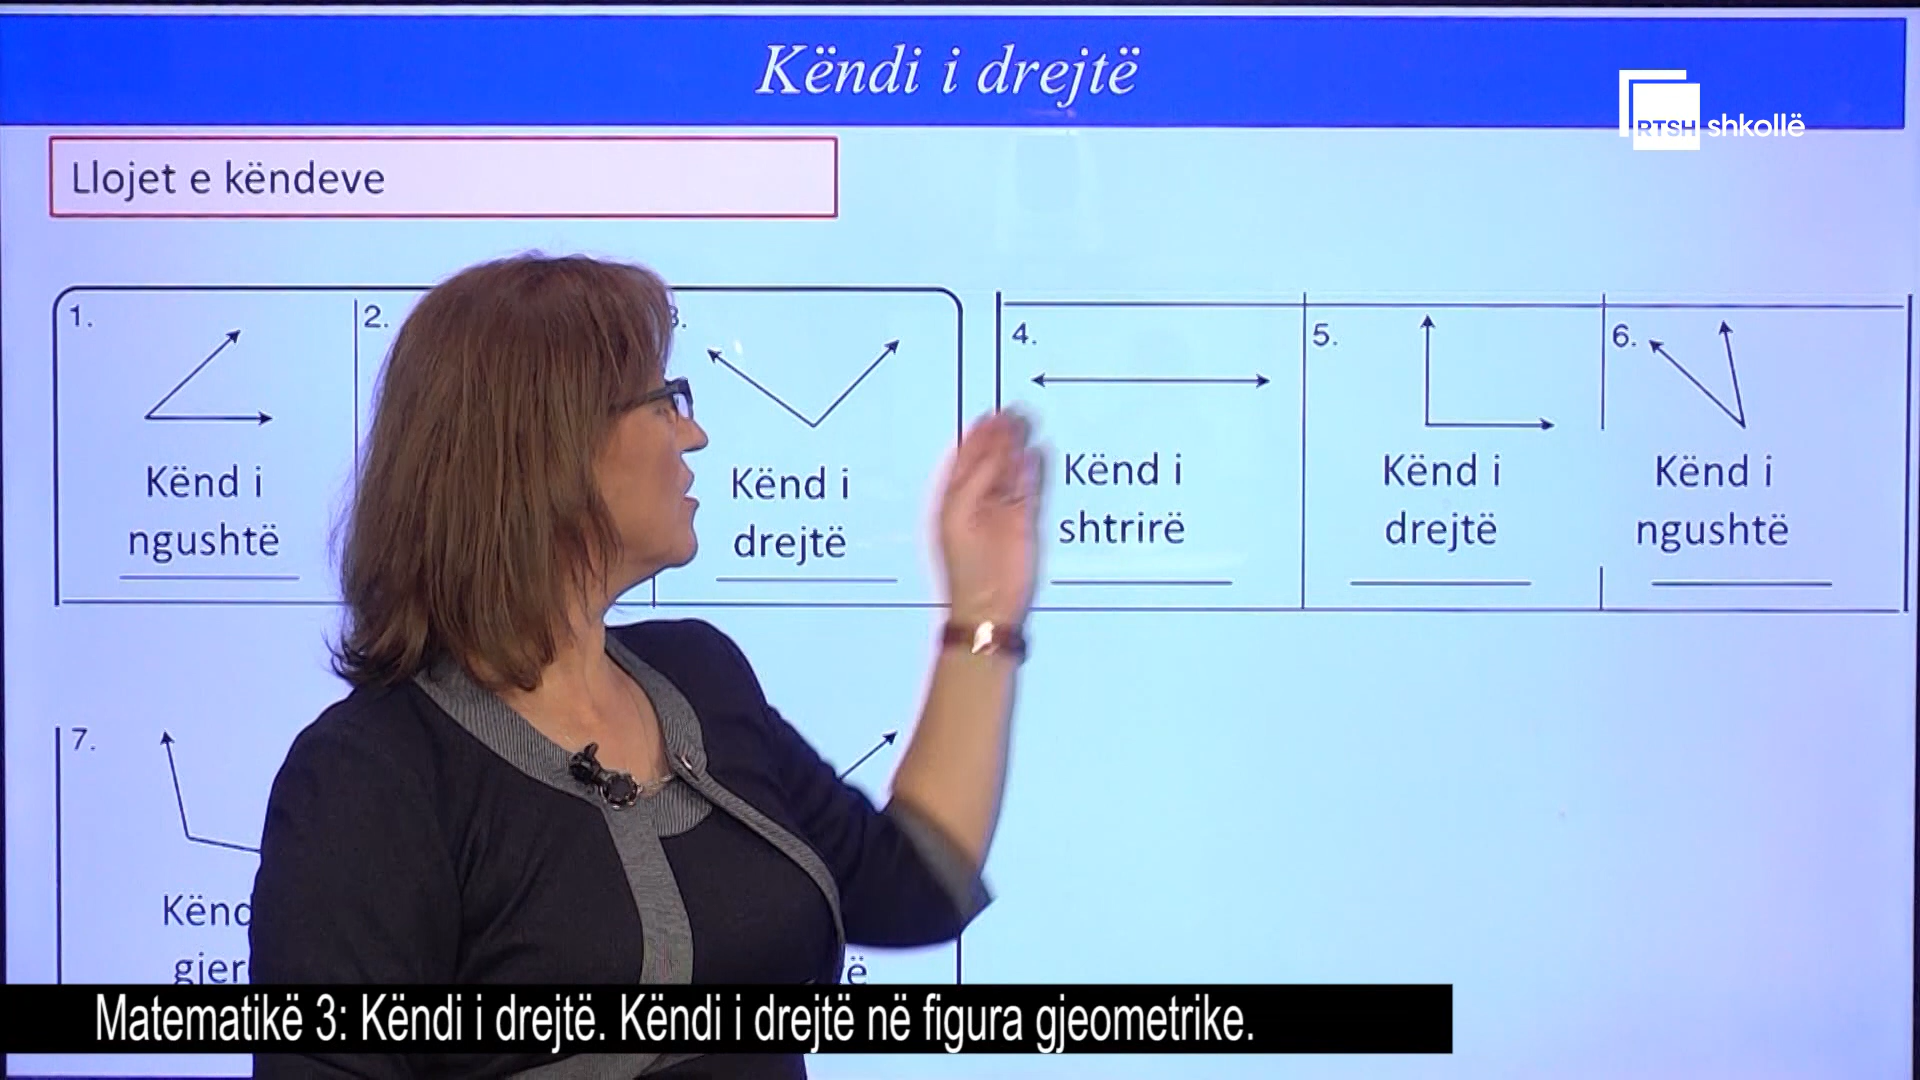 Këndi i drejtë
RTSH shkollë
Llojet e këndeve
1.
2.
3.
4.
5.
6.
Kënd i
ngushtë
Kënd i
drejtë
Kënd i
shtrirë
Kënd i
drejtë
Kënd i
ngushtë
7.
Matematikë 3: Këndi i drejtë. Këndi i drejtë në figura gjeometrike.